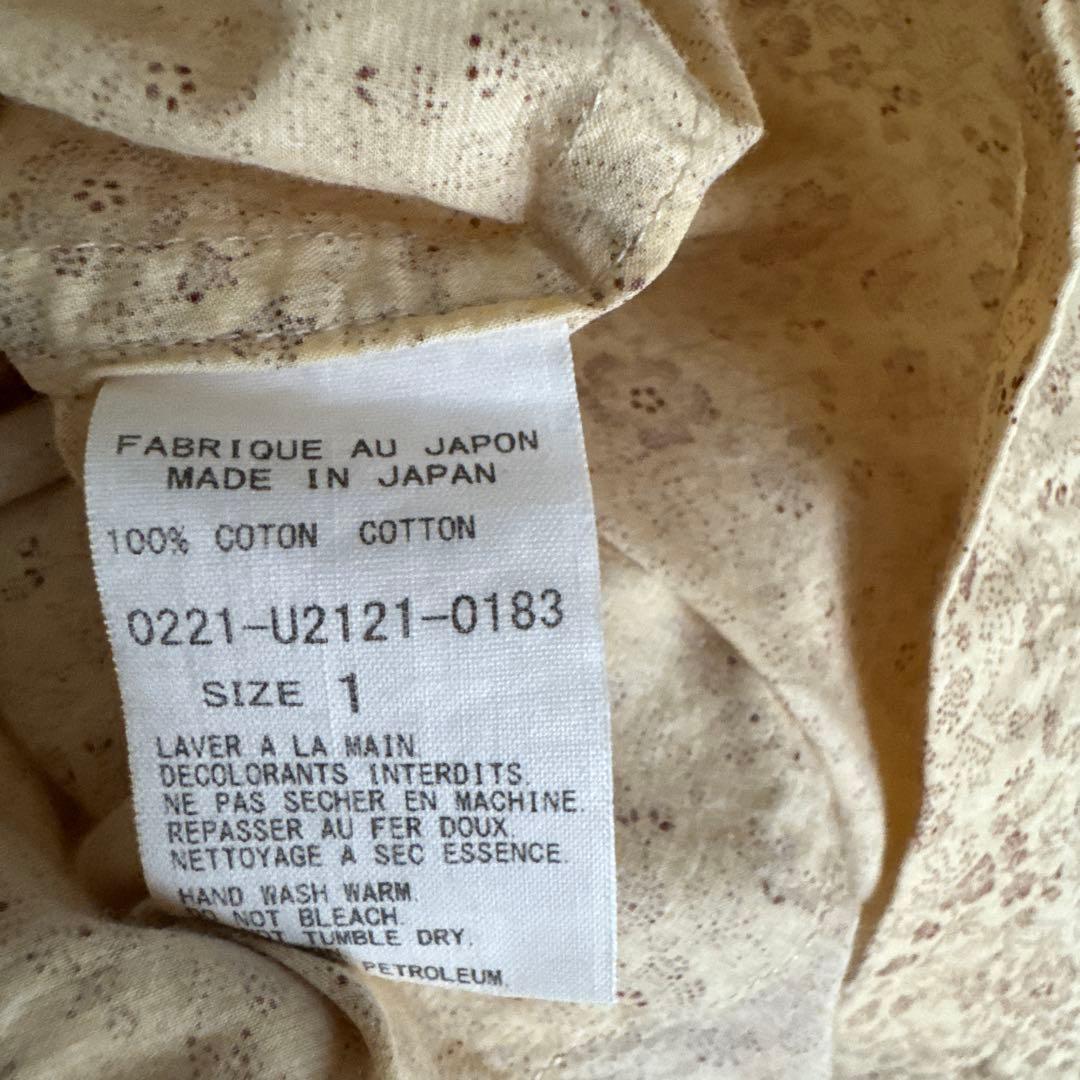 FABRIQUE AU JAPON
MADE IN JAPAN
100% COTON COTTON
0221-U2121-0183
SIZE 1
LAVER A LA MAIN.
DECOLORANTS INTERDITS.
NE PAS SECHER EN MACHINE.
REPASSER AU FER DOUX.
NETTOYAGE A SEC ESSENCE.
HAND WASH WARM.
DO NOT BLEACH.
TUMBLE DRY.
PETROLEUM.